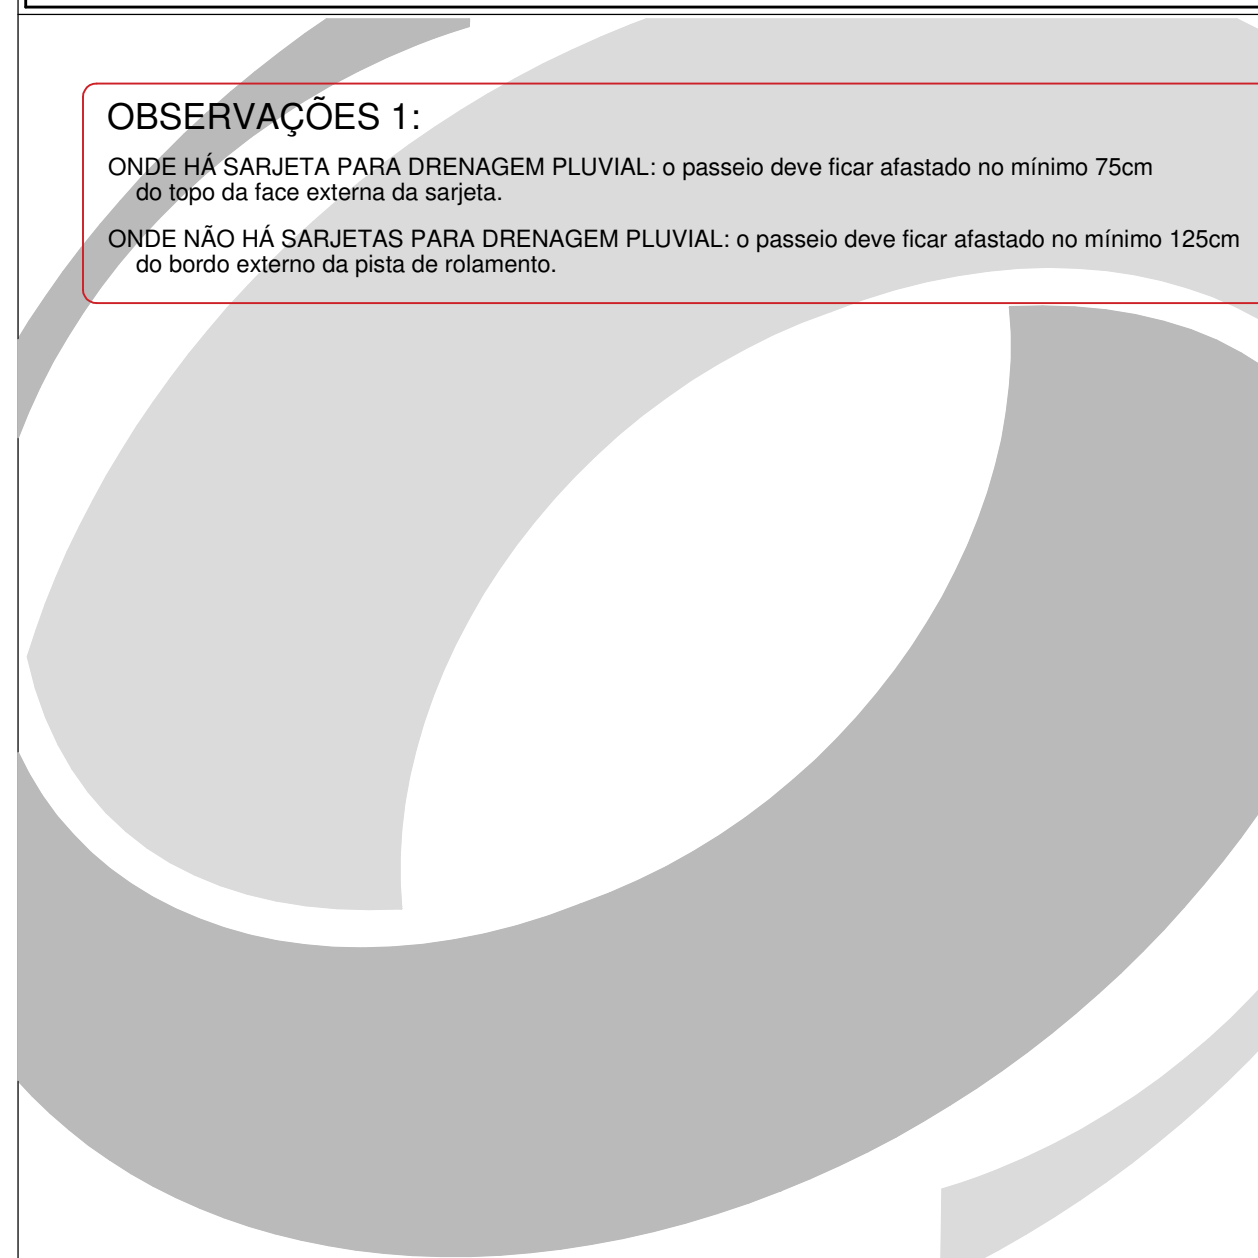 OBSERVAÇÕES 1:
ONDE HÁ SARJETA PARA DRENAGEM PLUVIAL: o passeio deve ficar afastado no mínimo 75cm
do topo da face externa da sarjeta.
ONDE NÃO HÁ SARJETAS PARA DRENAGEM PLUVIAL: o passeio deve ficar afastado no mínimo 125cm
do bordo externo da pista de rolamento.